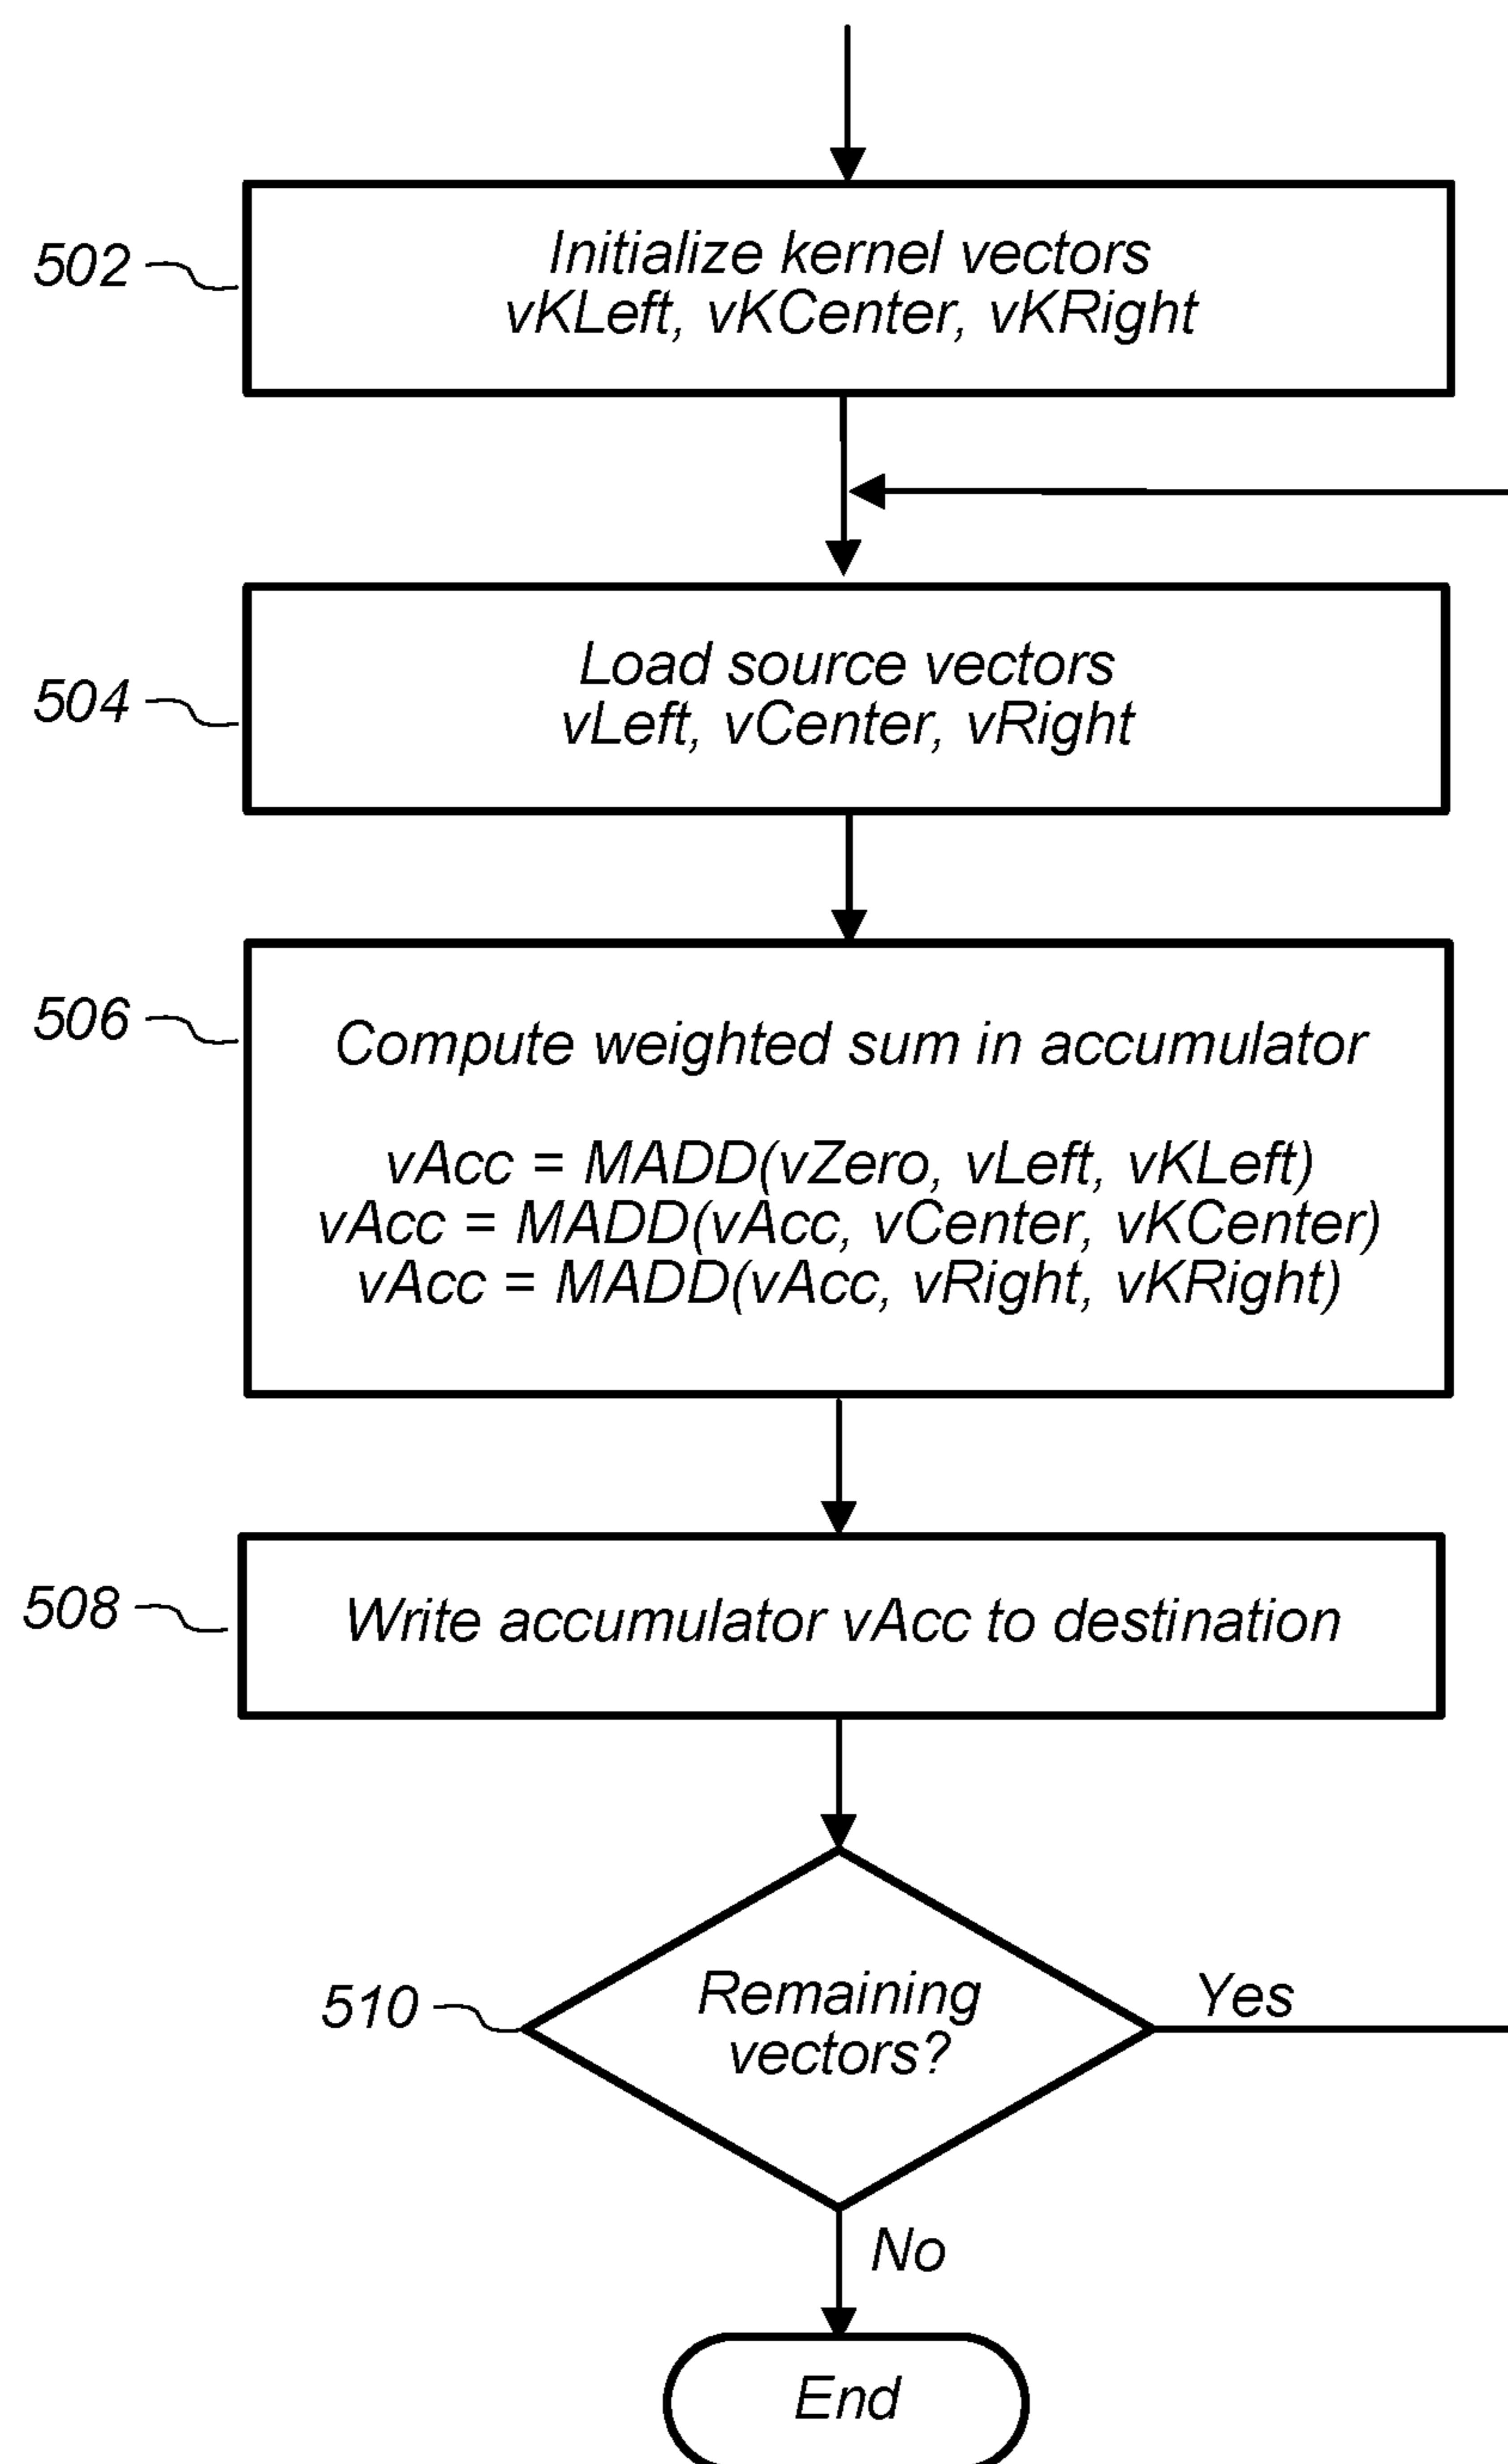 502
Initialize kernel vectors
vKLeft, vKCenter, vKRight
504
Load source vectors
vLeft, vCenter, vRight
506
Compute weighted sum in accumulator
vAcc = MADD(vZero, vLeft, vKLeft)
vAcc = MADD(vAcc, vCenter, vKCenter)
vAcc = MADD(vAcc, vRight, vKRight)
508
Write accumulator vAcc to destination
510
Remaining
vectors?
Yes
No
End